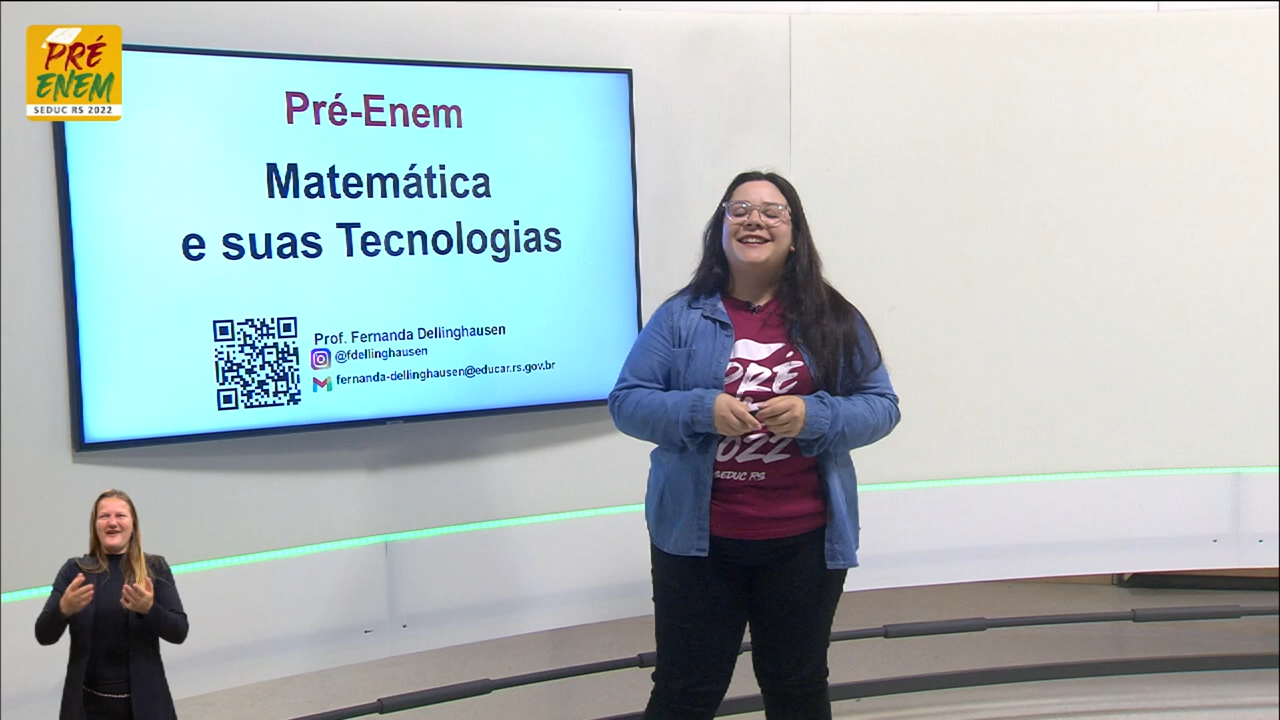 PRÉ
ENEM
SEDUC RS 2022
Pré-Enem
Matemática
e suas Tecnologias
Prof. Fernanda Dellinghausen
@fdellinghausen
fernanda-dellinghausen@educar.rs.gov.br
PRÉ
2022
SEDUC RS